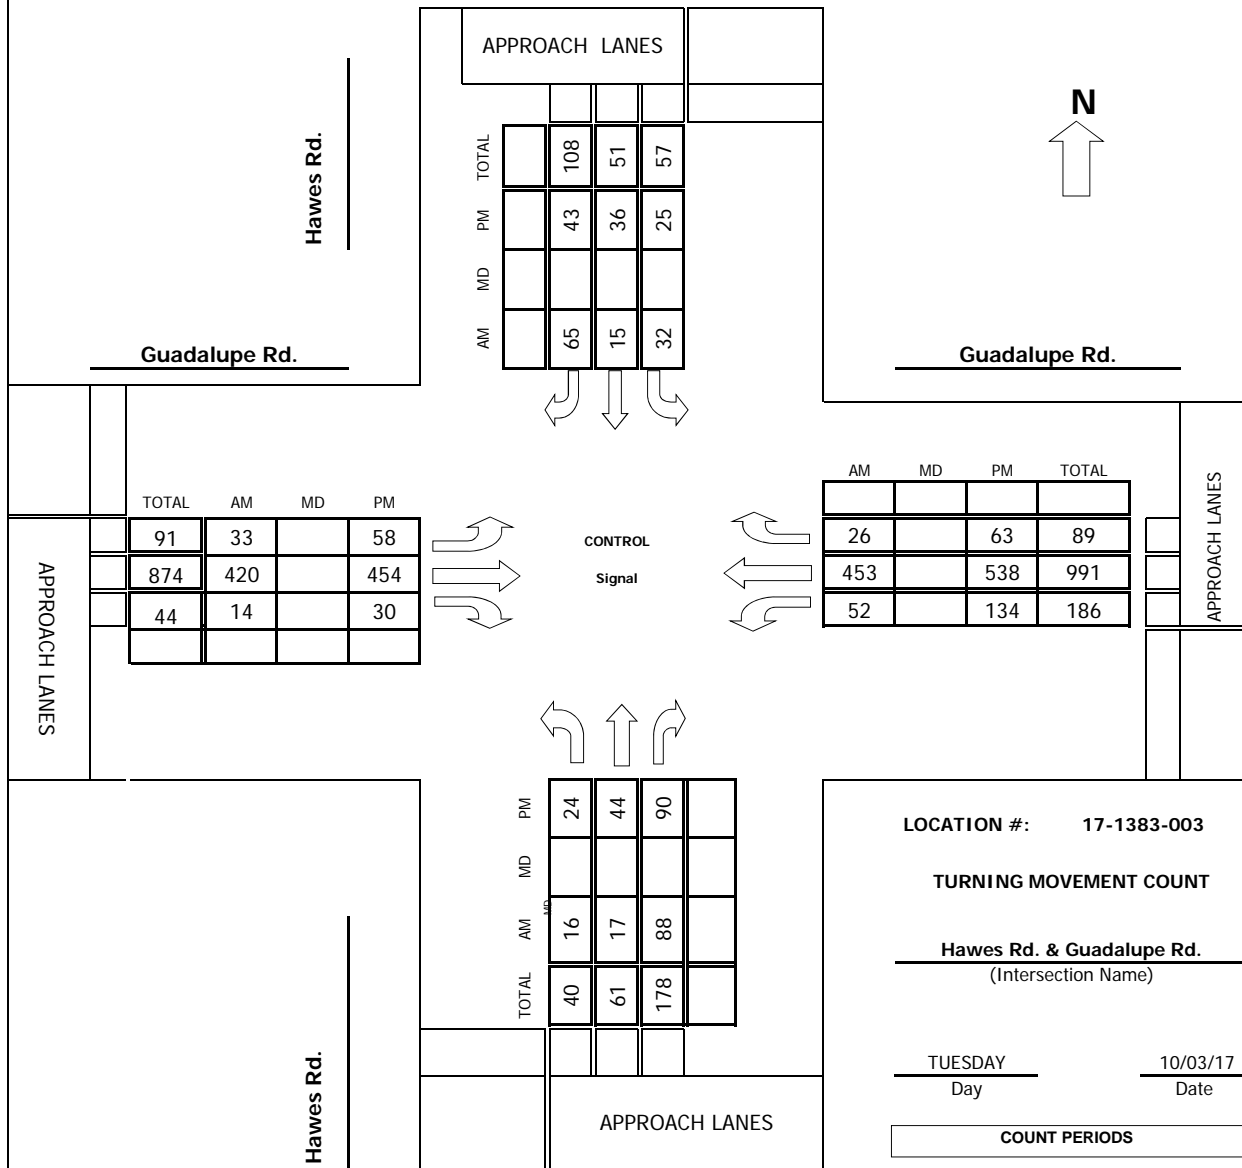 APPROACH LANES
N
Hawes Rd.
TOTAL 108 51 57
PM 43 36 25
MD
AM 65 15 32
Guadalupe Rd.
Guadalupe Rd.
TOTAL AM MD PM
91 33 58
874 420 454
44 14 30
APPROACH LANES
CONTROL
Signal
AM MD PM TOTAL
26 63 89
453 538 991
52 134 186
APPROACH LANES
PM 24 44 90
MD
MD
AM 16 17 88
TOTAL 40 61 178
APPROACH LANES
Hawes Rd.
LOCATION #: 17-1383-003
TURNING MOVEMENT COUNT
Hawes Rd. & Guadalupe Rd.
(Intersection Name)
TUESDAY 10/03/17
Day Date
COUNT PERIODS